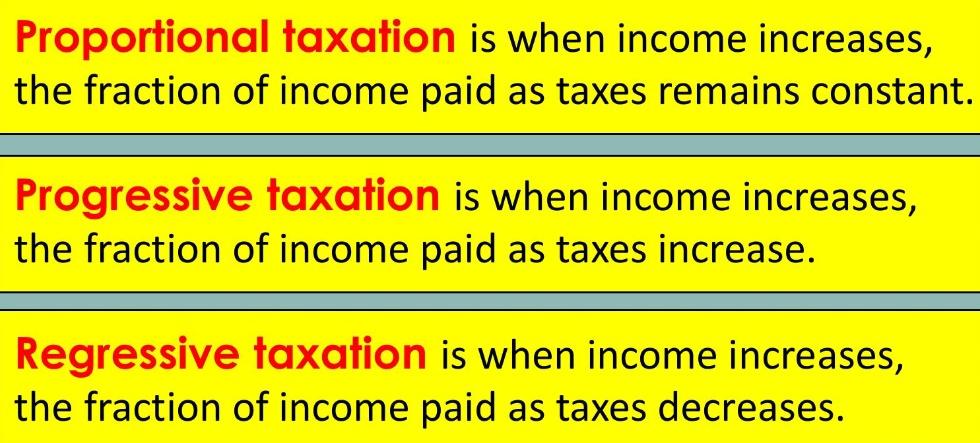 Proportional taxation is when income increases,
the fraction of income paid as taxes remains constant.
Progressive taxation is when income increases,
the fraction of income paid as taxes increase.
Regressive taxation is when income increases,
the fraction of income paid as taxes decreases.